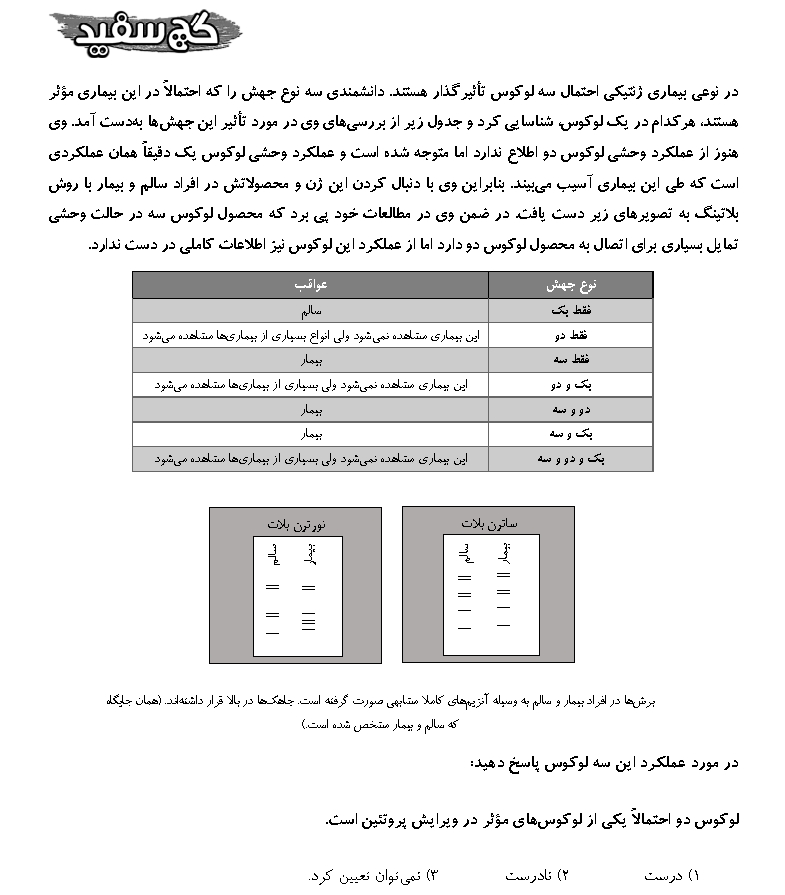 گچ سفید
در نوعی بیماری ژنتیکی احتمال سه لوکوس تأثیرگذار هستند. دانشمندی سه نوع جهش را که احتمالاً در این بیماری مؤثر
هستند، هرکدام در یک لوکوس، شناسایی کرد و جدول زیر از بررسی‌های وی در مورد تأثیر این جهش‌ها به‌دست آمد. وی
هنوز از عملکرد وحشی لوکوس دو اطلاع ندارد اما متوجه شده است و عملکرد وحشی لوکوس یک دقیقاً همان عملکردی
است که طی این بیماری آسیب می‌بیند. بنابراین وی با دنبال کردن این ژن و محصولاتش در افراد سالم و بیمار با روش
بلاتینگ به تصویرهای زیر دست یافت. در ضمن وی در مطالعات خود پی برد که محصول لوکوس سه در حالت وحشی
تمایل بسیاری برای اتصال به محصول لوکوس دو دارد اما از عملکرد این لوکوس نیز اطلاعات کاملی در دست ندارد.
نوع جهش عواقب
فقط یک سالم
فقط دو این بیماری مشاهده نمی‌شود ولی انواع بسیاری از بیماری‌ها مشاهده می‌شود
فقط سه بیمار
یک و دو این بیماری مشاهده نمی‌شود ولی بسیاری از بیماری‌ها مشاهده می‌شود
دو و سه بیمار
یک و سه بیمار
یک و دو و سه این بیماری مشاهده نمی‌شود ولی بسیاری از بیماری‌ها مشاهده می‌شود
ساترن بلات
بیمار سالم
نورترن بلات
بیمار سالم
برش‌ها در افراد بیمار و سالم به وسیله آنزیم‌های کاملا مشابهی صورت گرفته است. چاهک‌ها در بالا قرار داشته‌اند. (همان جایگاه
که سالم و بیمار مشخص شده است.)
در مورد عملکرد این سه لوکوس پاسخ دهید:
لوکوس دو احتمالاً یکی از لوکوس‌های مؤثر در ویرایش پروتئین است.
۱) درست ۲) نادرست ۳) نمی‌توان تعیین کرد.